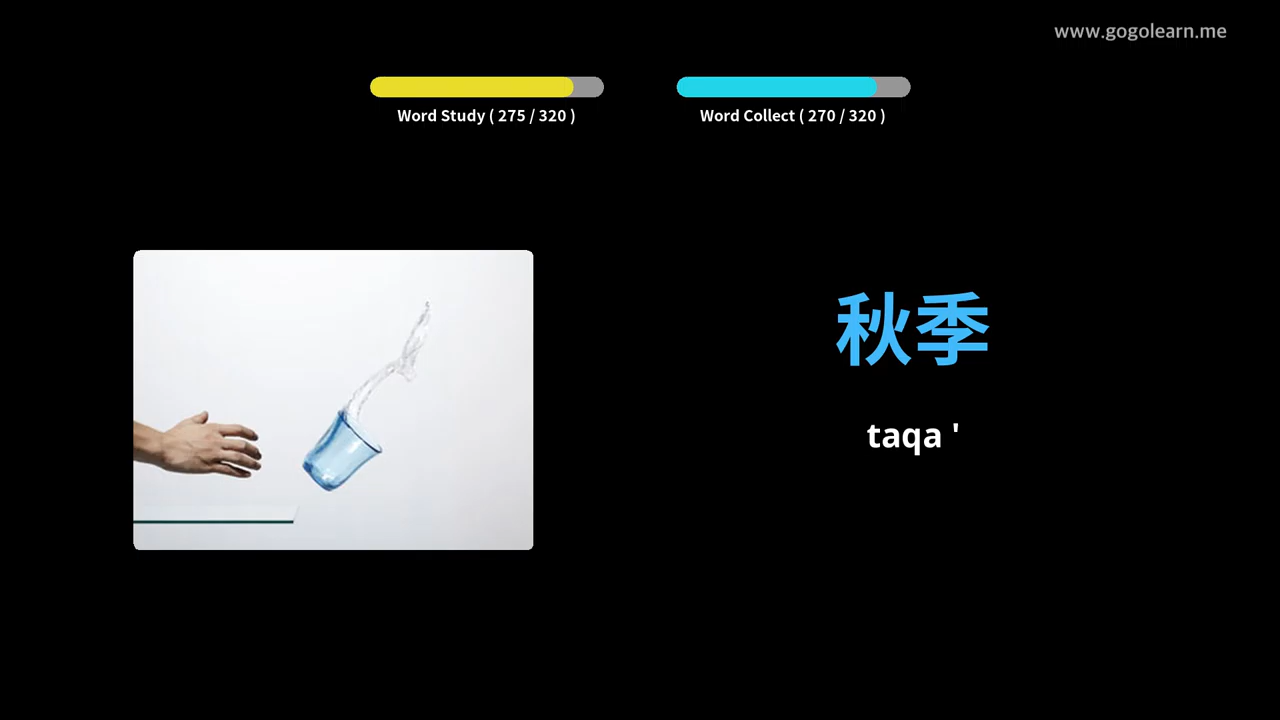 www.gogolearn.me
Word Study ( 275 / 320 )
Word Collect ( 270 / 320 )
秋季
taqa '